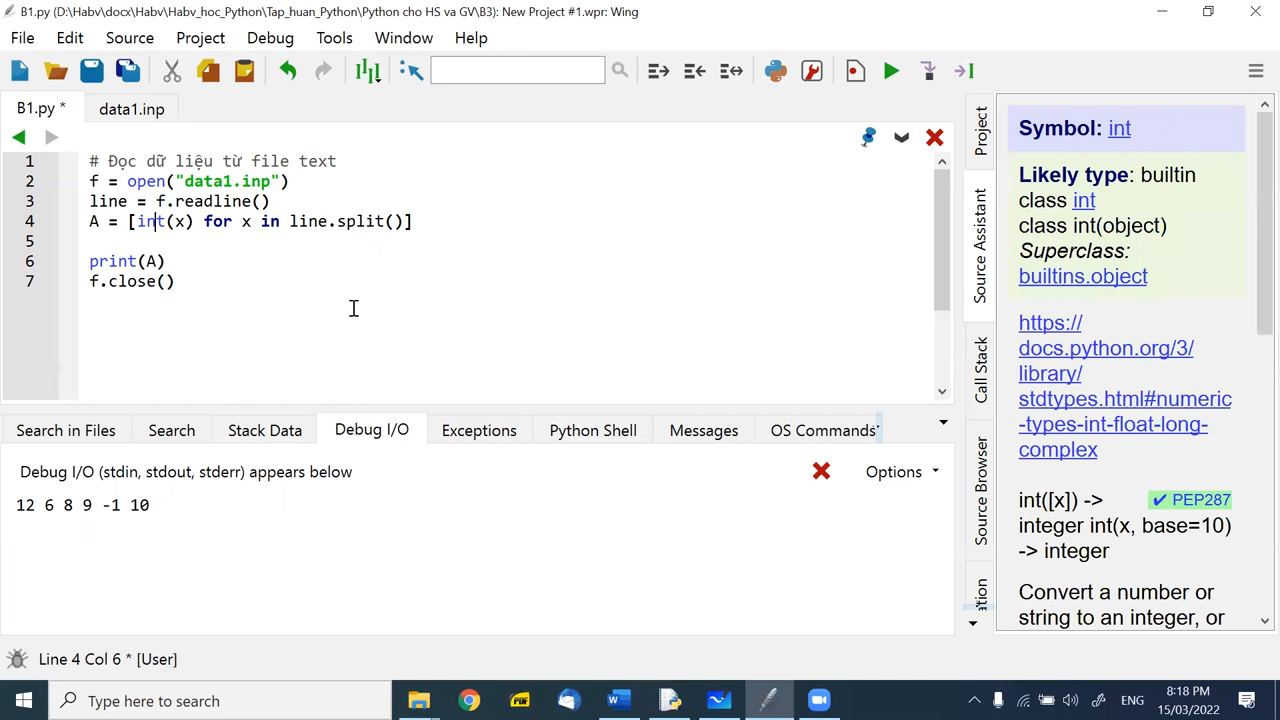 B1.py (D:\Habv\docx\Habv\Habv_hoc_Python\Tap_huan_Python\Python cho HS va GV\B3): New Project #1.wpr: Wing
File Edit Source Project Debug Tools Window Help
B1.py * data1.inp
1 # Đọc dữ liệu từ file text
2 f = open("data1.inp")
3 line = f.readline()
4 A = [int(x) for x in line.split()]
5
6 print(A)
7 f.close()
Project
Source Assistant
Call Stack
Source Browser
Symbol: int
Likely type: builtin
class int
class int(object)
Superclass:
builtins.object
https://
docs.python.org/3/
library/
stdtypes.html#numeric
-types-int-float-long-
complex
int([x]) -> ✔ PEP287
integer int(x, base=10)
-> integer
Convert a number or
string to an integer, or
Search in Files Search Stack Data Debug I/O Exceptions Python Shell Messages OS Commands
Debug I/O (stdin, stdout, stderr) appears below
Options
12 6 8 9 -1 10
Line 4 Col 6 * [User]
Type here to search
PDF
ENG
8:18 PM
15/03/2022